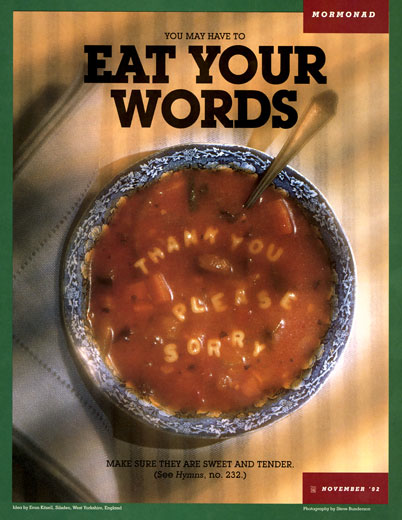 MORMONAD
YOU MAY HAVE TO
EAT YOUR
WORDS
THANK YOU
PLEASE
SORRY
MAKE SURE THEY ARE SWEET AND TENDER.
(See Hymns, no. 232.)
NOVEMBER '92
Photography by Steve Bunderson